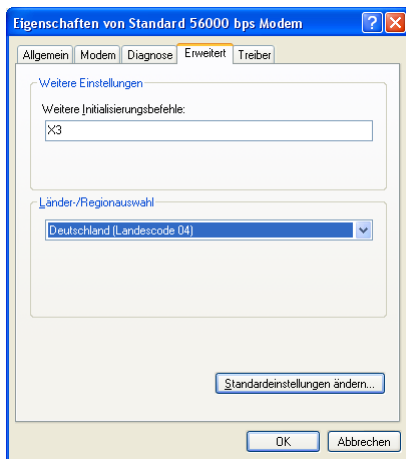 Eigenschaften von Standard 56000 bps Modem
Allgemein Modem Diagnose Erweitert Treiber
Weitere Einstellungen
Weitere Initialisierungsbefehle:
X3
Länder-/Regionauswahl
Deutschland (Landescode 04)
Standardeinstellungen ändern...
OK Abbrechen